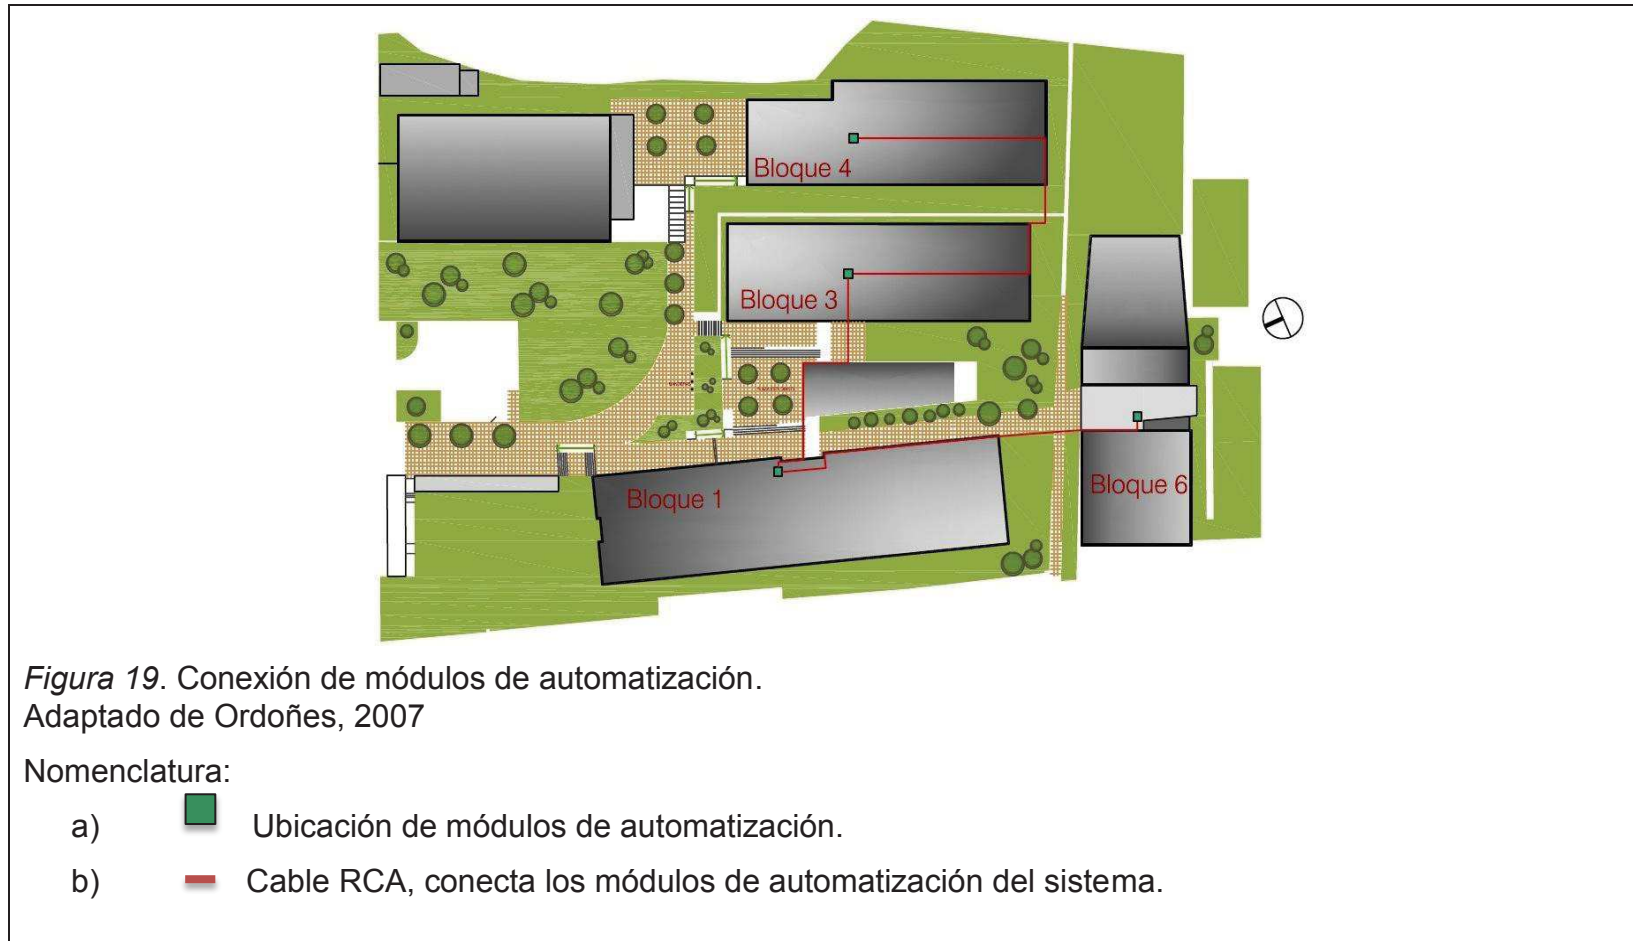 Bloque 4
Bloque 3
Bloque 1
Bloque 6
Figura 19. Conexión de módulos de automatización.
Adaptado de Ordoñes, 2007
Nomenclatura:
a) Ubicación de módulos de automatización.
b) Cable RCA, conecta los módulos de automatización del sistema.